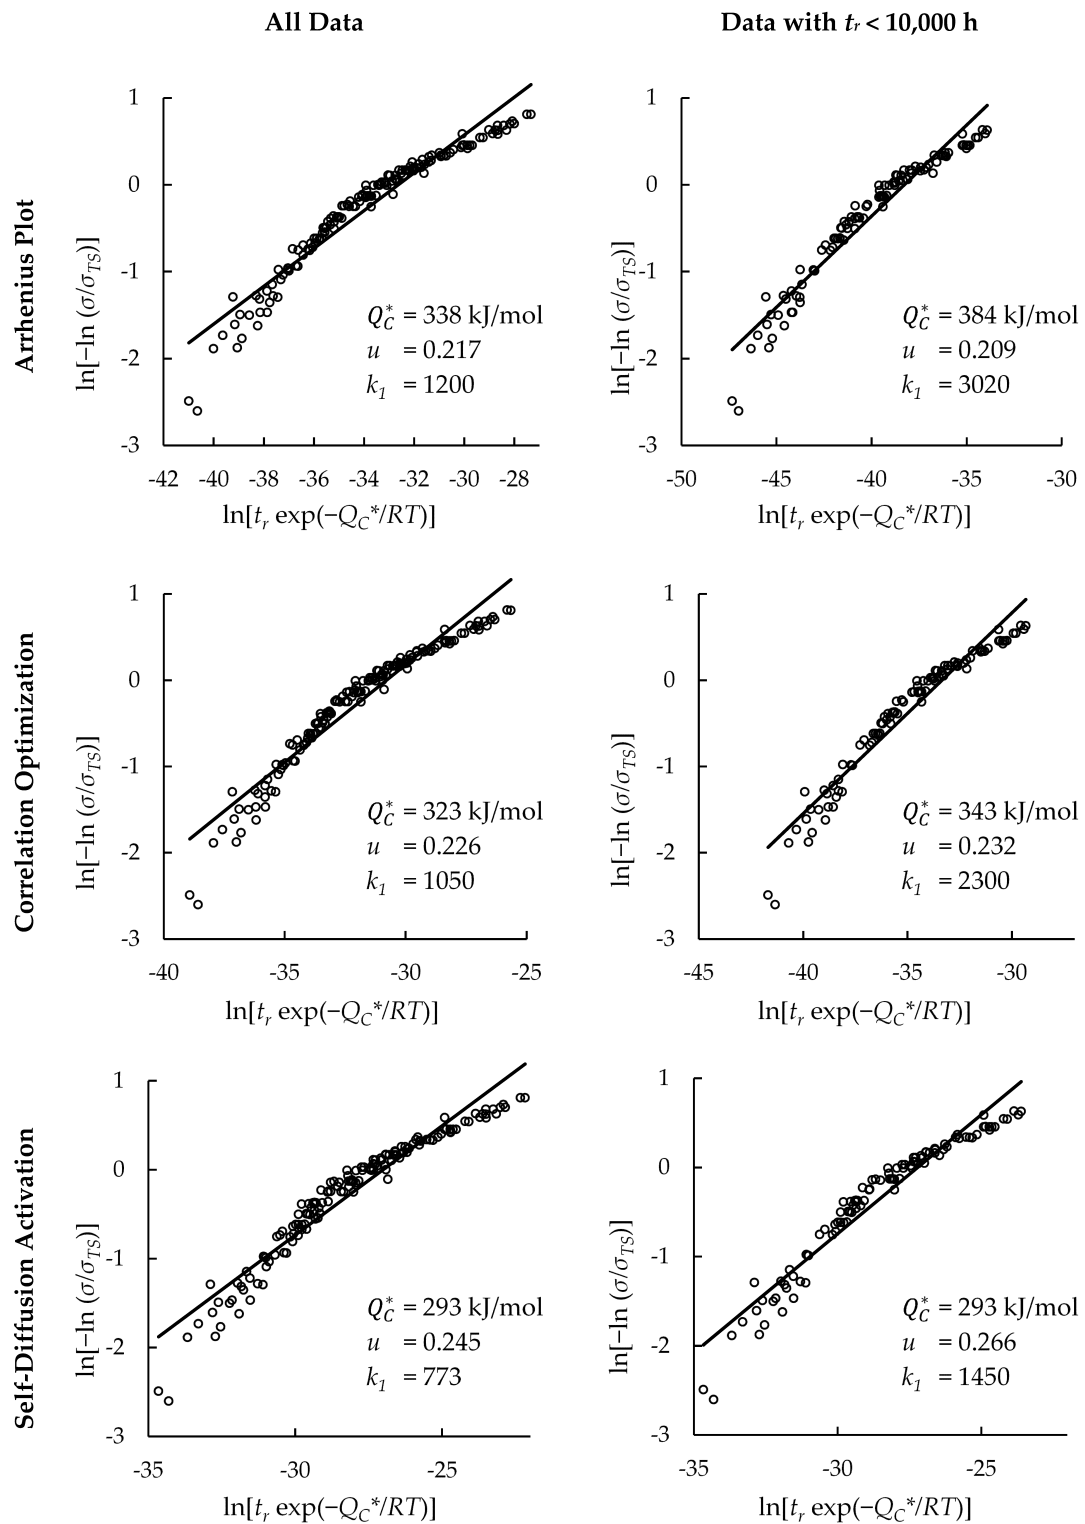 All Data
Data with tr < 10,000 h
Arrhenius Plot
ln[−ln (σ/σTS)]
1
0
-1
-2
-3
QC* = 338 kJ/mol
u = 0.217
k1 = 1200
-42 -40 -38 -36 -34 -32 -30 -28
ln[tr exp(−QC*/RT)]
ln[−ln (σ/σTS)]
1
0
-1
-2
-3
QC* = 384 kJ/mol
u = 0.209
k1 = 3020
-50 -45 -40 -35 -30
ln[tr exp(−QC*/RT)]
Correlation Optimization
ln[−ln (σ/σTS)]
1
0
-1
-2
-3
QC* = 323 kJ/mol
u = 0.226
k1 = 1050
-40 -35 -30 -25
ln[tr exp(−QC*/RT)]
ln[−ln (σ/σTS)]
1
0
-1
-2
-3
QC* = 343 kJ/mol
u = 0.232
k1 = 2300
-45 -40 -35 -30
ln[tr exp(−QC*/RT)]
Self-Diffusion Activation
ln[−ln (σ/σTS)]
1
0
-1
-2
-3
QC* = 293 kJ/mol
u = 0.245
k1 = 773
-35 -30 -25
ln[tr exp(−QC*/RT)]
ln[−ln (σ/σTS)]
1
0
-1
-2
-3
QC* = 293 kJ/mol
u = 0.266
k1 = 1450
-35 -30 -25
ln[tr exp(−QC*/RT)]